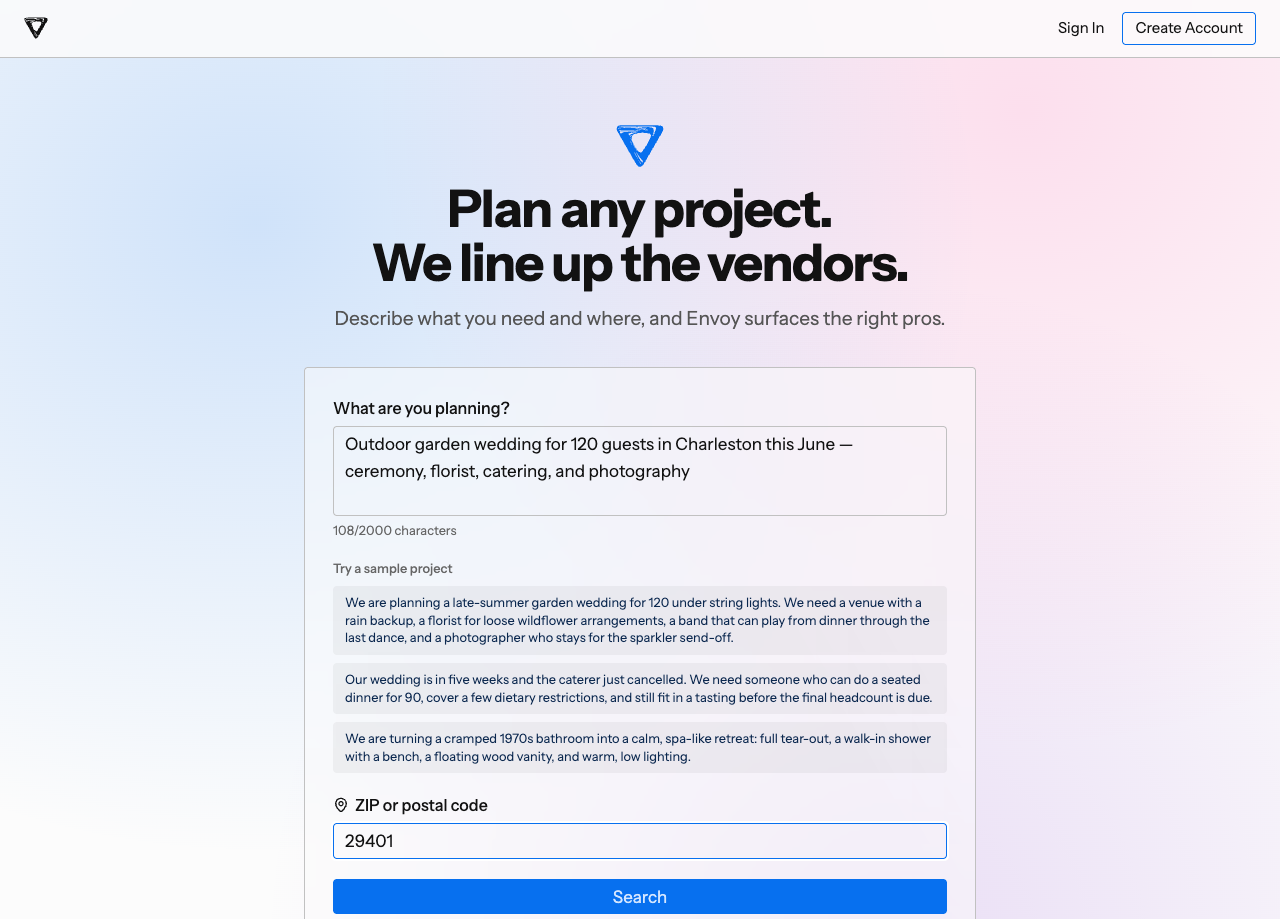 Sign In
Create Account
Plan any project.
We line up the vendors.
Describe what you need and where, and Envoy surfaces the right pros.
What are you planning?
Outdoor garden wedding for 120 guests in Charleston this June —
ceremony, florist, catering, and photography
108/2000 characters
Try a sample project
We are planning a late-summer garden wedding for 120 under string lights. We need a venue with a
rain backup, a florist for loose wildflower arrangements, a band that can play from dinner through the
last dance, and a photographer who stays for the sparkler send-off.
Our wedding is in five weeks and the caterer just cancelled. We need someone who can do a seated
dinner for 90, cover a few dietary restrictions, and still fit in a tasting before the final headcount is due.
We are turning a cramped 1970s bathroom into a calm, spa-like retreat: full tear-out, a walk-in shower
with a bench, a floating wood vanity, and warm, low lighting.
ZIP or postal code
29401
Search